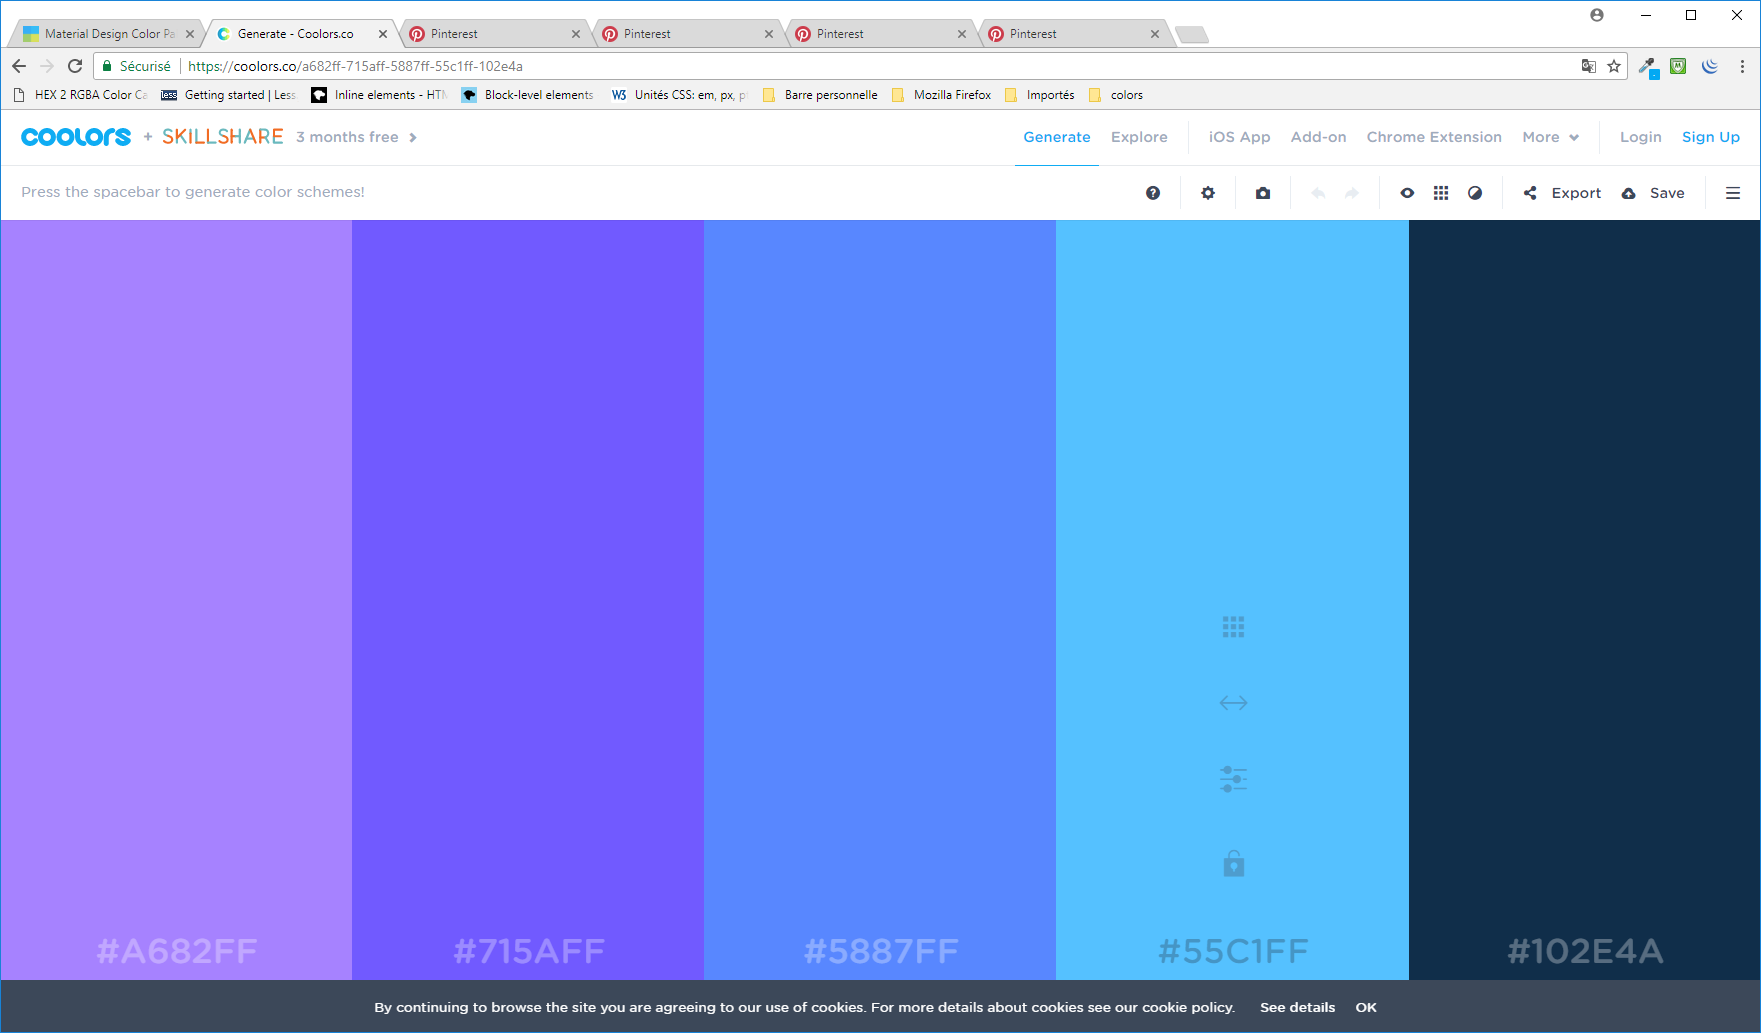 Material Design Color Pa
Generate - Coolors.co
Pinterest
Pinterest
Pinterest
Pinterest
Sécurisé
https://coolors.co/a682ff-715aff-5887ff-55c1ff-102e4a
HEX 2 RGBA Color Ca
less Getting started | Less
Inline elements - HTM
Block-level elements
W3 Unités CSS: em, px, p
Barre personnelle
Mozilla Firefox
Importés
colors
coolors + SKILLSHARE 3 months free
Generate
Explore
iOS App
Add-on
Chrome Extension
More
Login
Sign Up
Press the spacebar to generate color schemes!
Export
Save
#A682FF
#715AFF
#5887FF
#55C1FF
#102E4A
By continuing to browse the site you are agreeing to our use of cookies. For more details about cookies see our cookie policy.
See details
OK